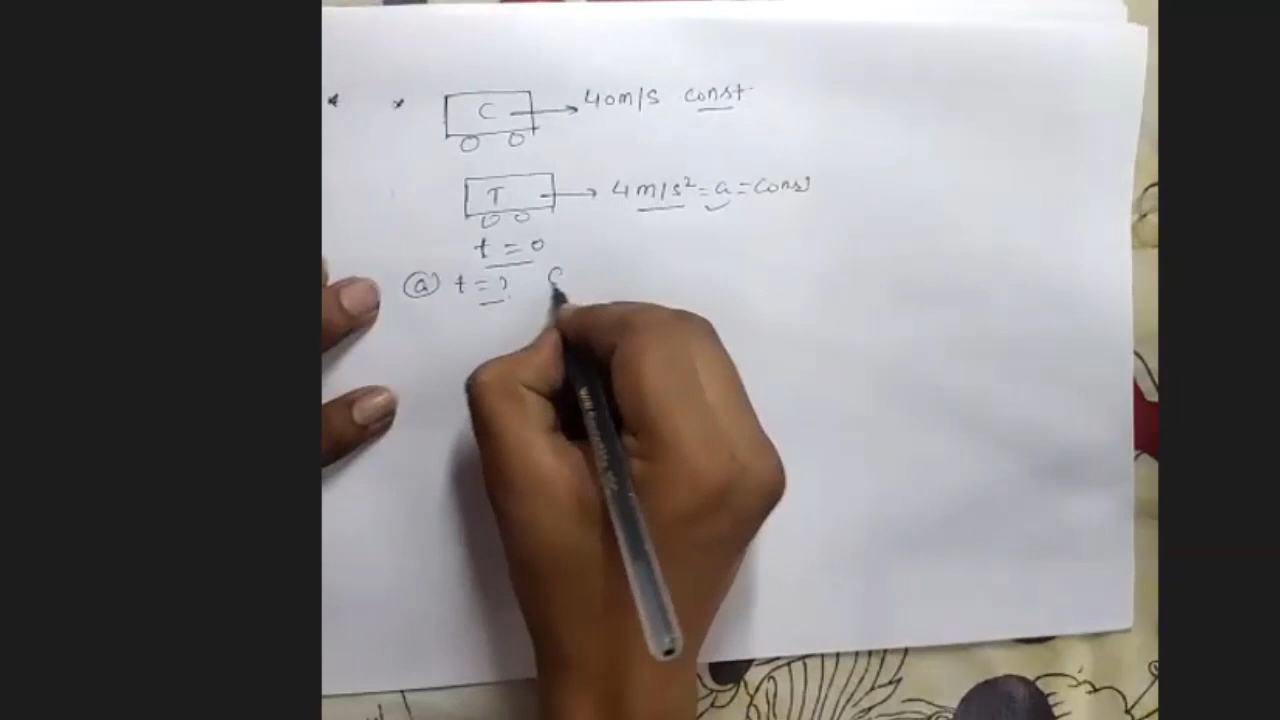 C 40m/s const
T 4m/s² = a = const
t = 0
(a) t = ?